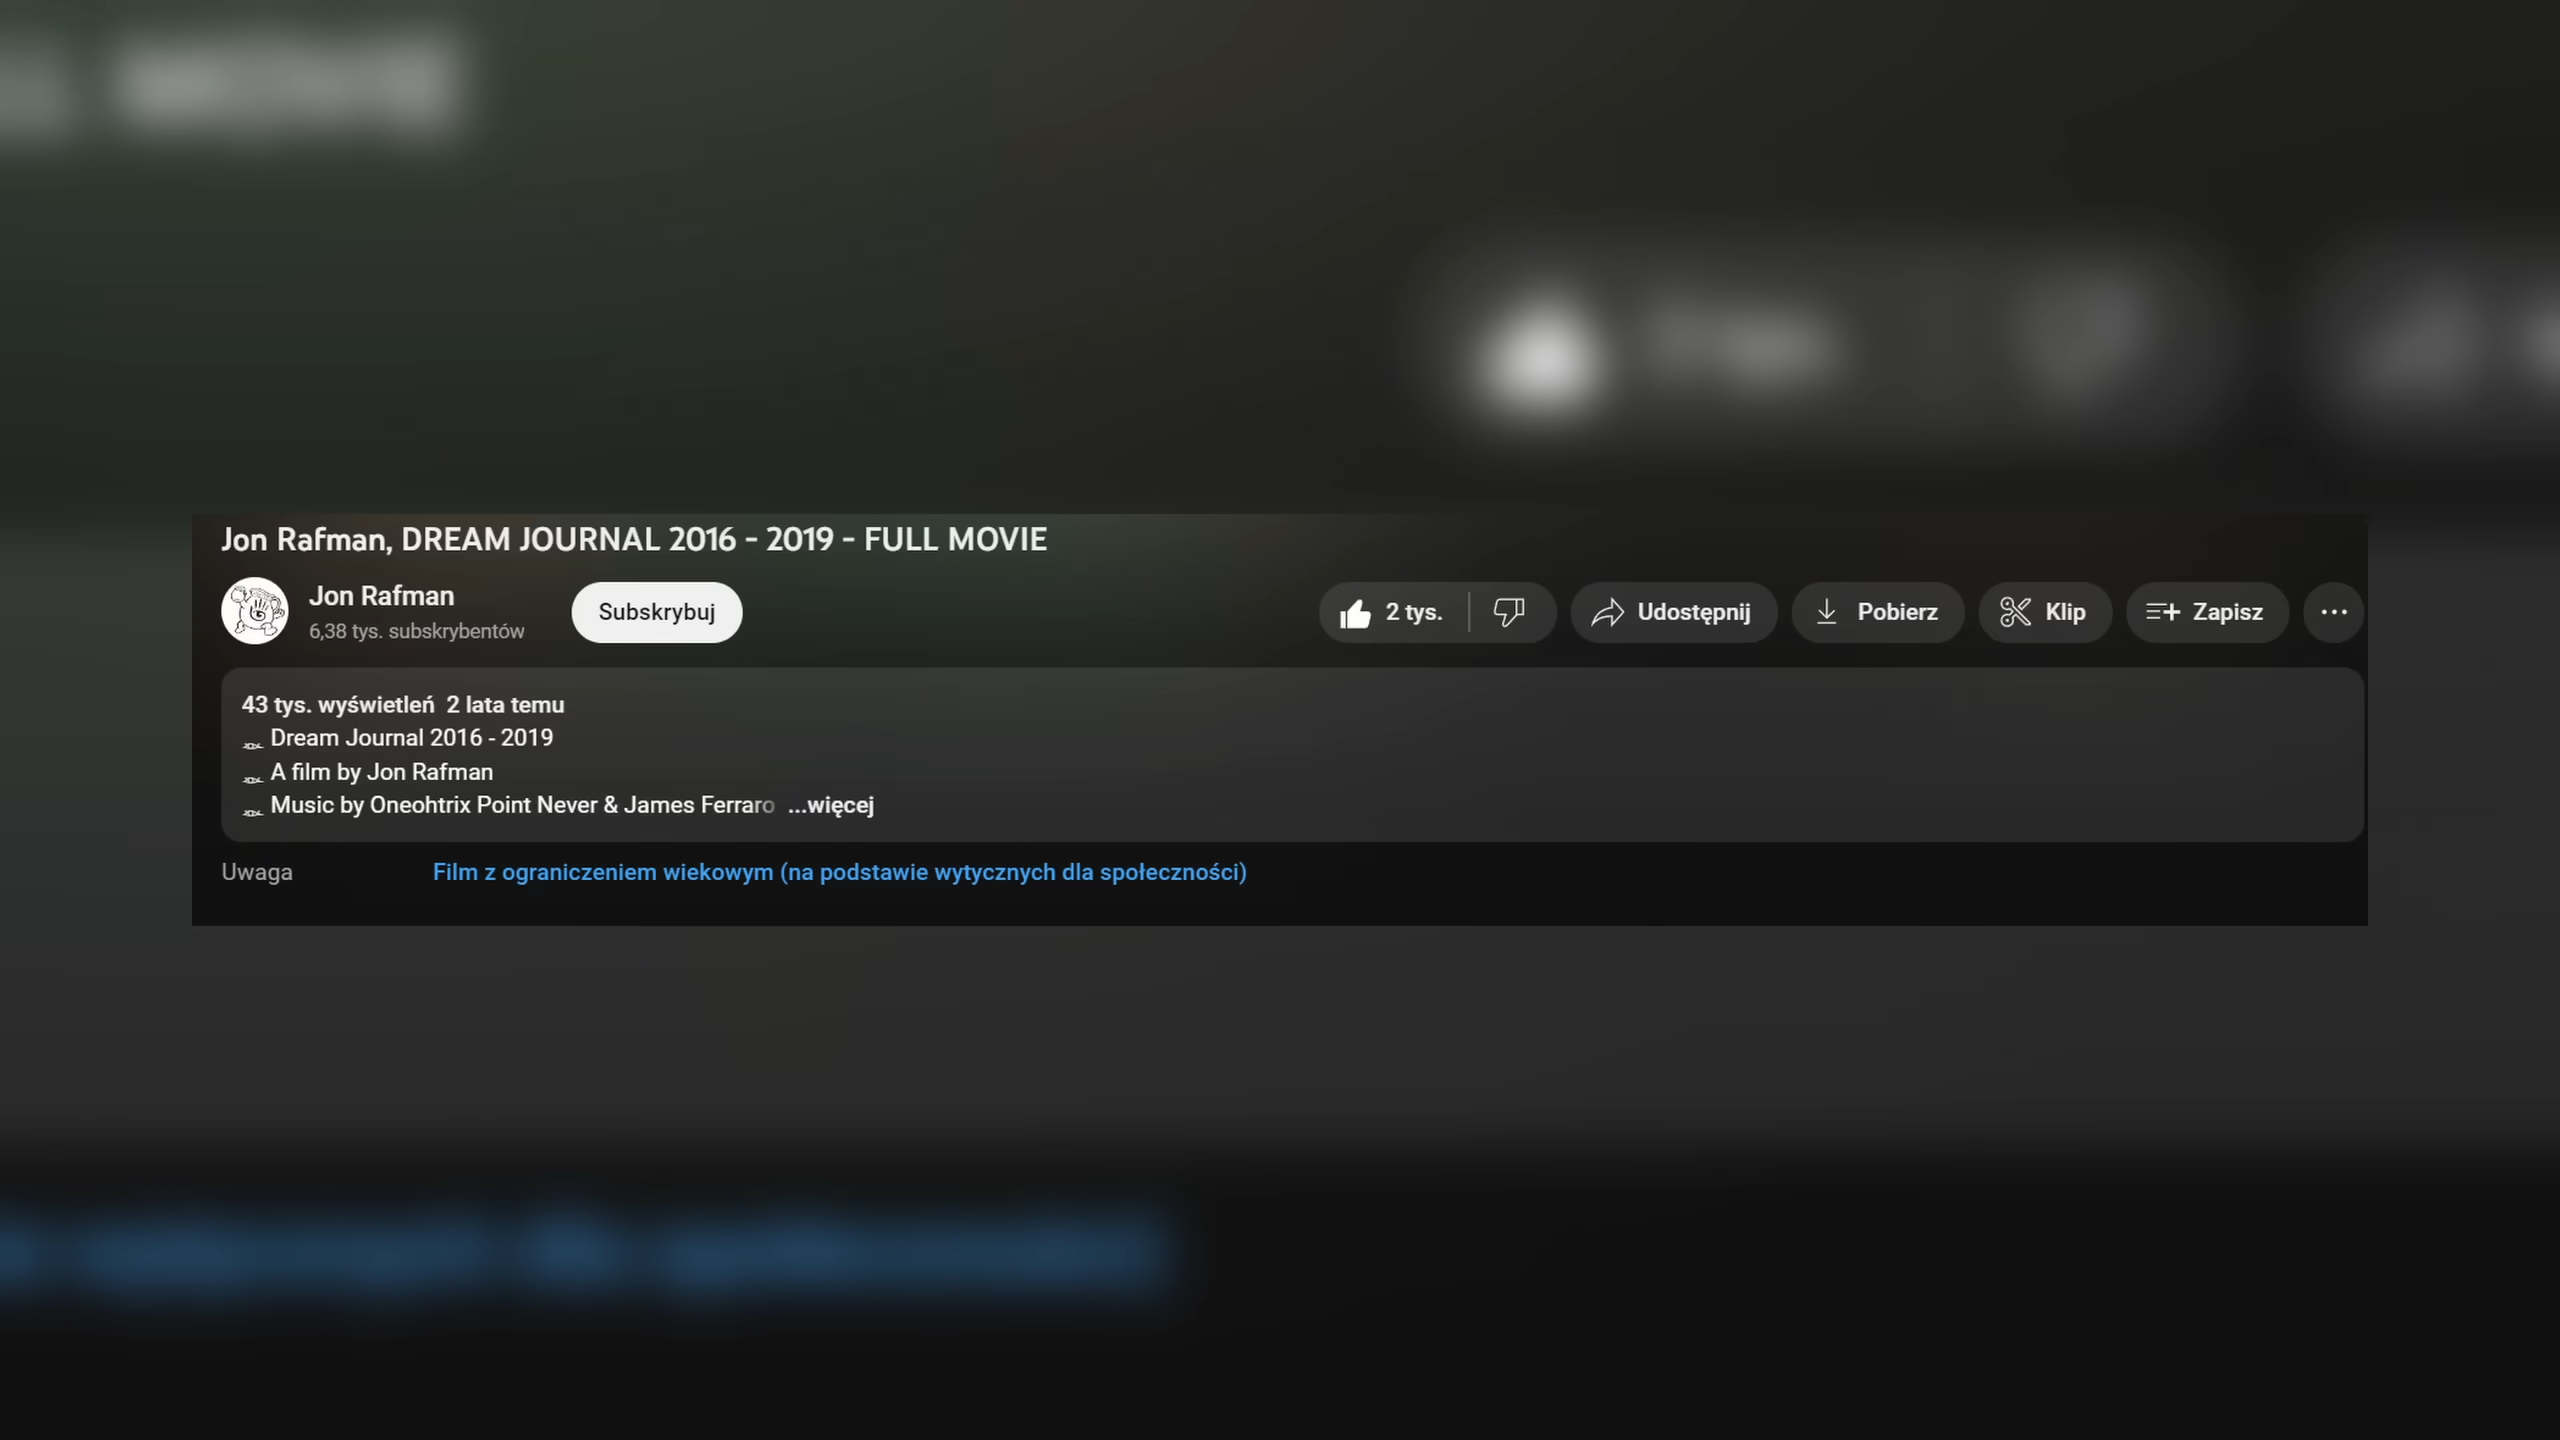 Jon Rafman, DREAM JOURNAL 2016 - 2019 - FULL MOVIE
Jon Rafman
6,38 tys. subskrybentów
Subskrybuj
2 tys.
Udostępnij
Pobierz
Klip
Zapisz
43 tys. wyświetleń 2 lata temu
Dream Journal 2016 - 2019
A film by Jon Rafman
Music by Oneohtrix Point Never & James Ferraro ...więcej
Uwaga Film z ograniczeniem wiekowym (na podstawie wytycznych dla społeczności)